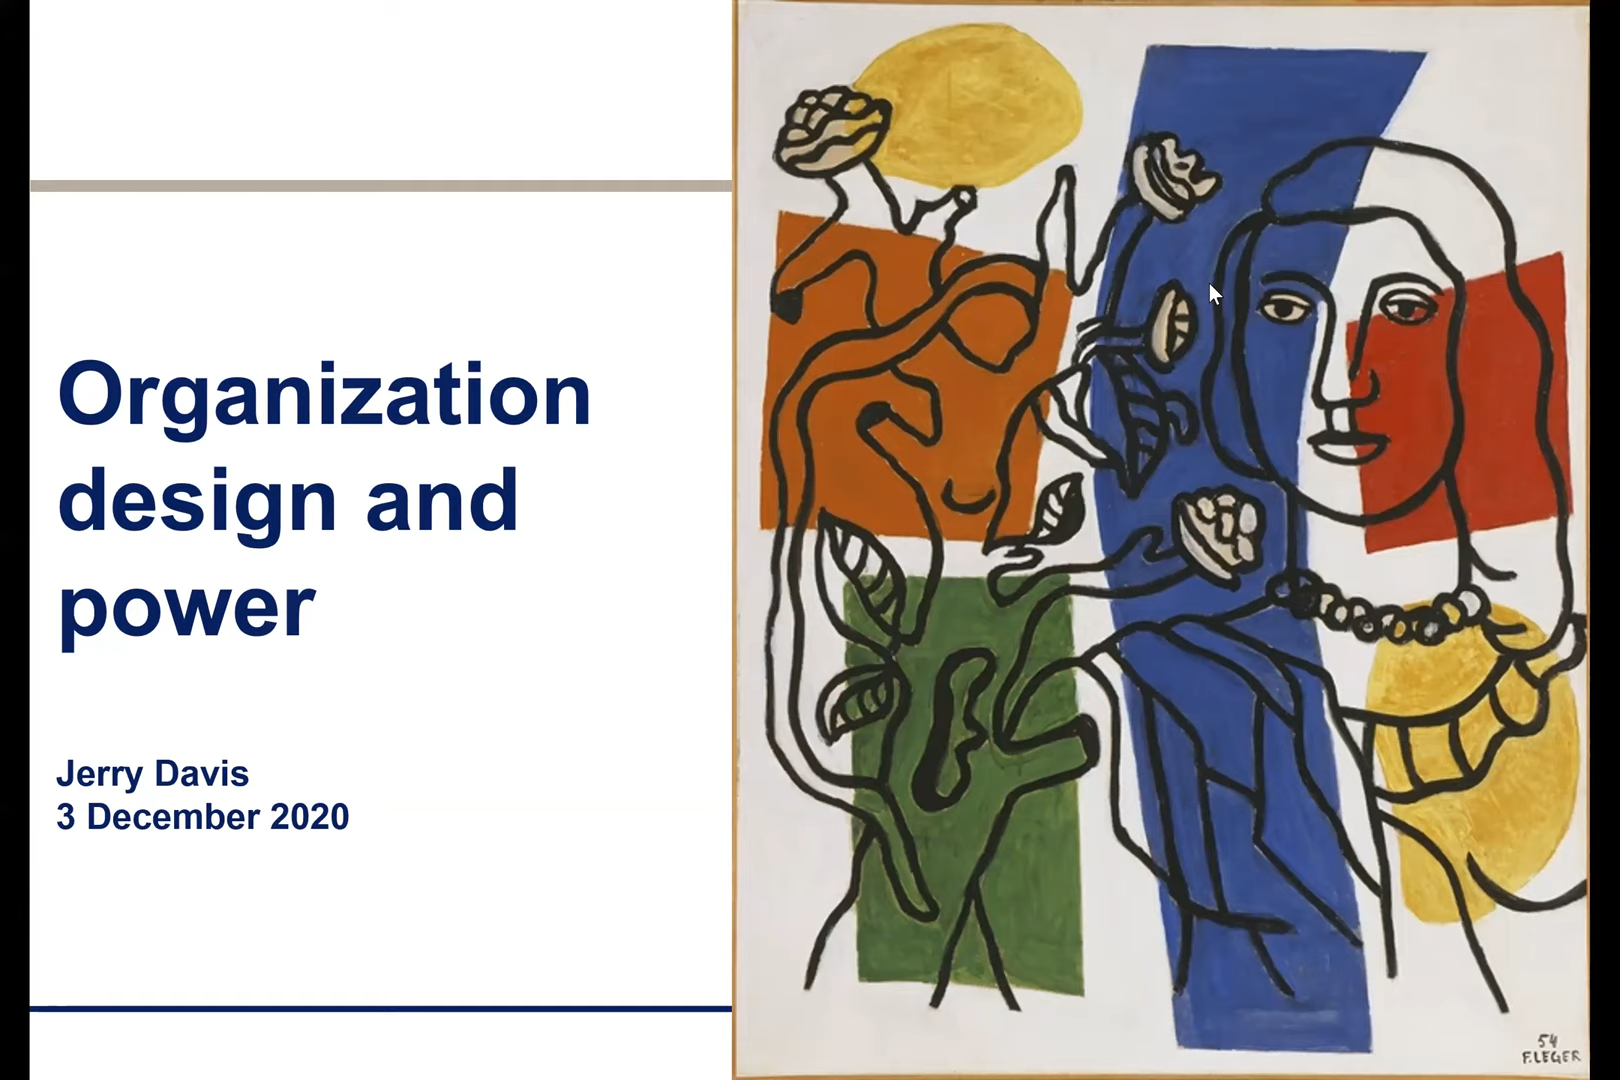 Organization
design and
power
Jerry Davis
3 December 2020
54
F.LEGER